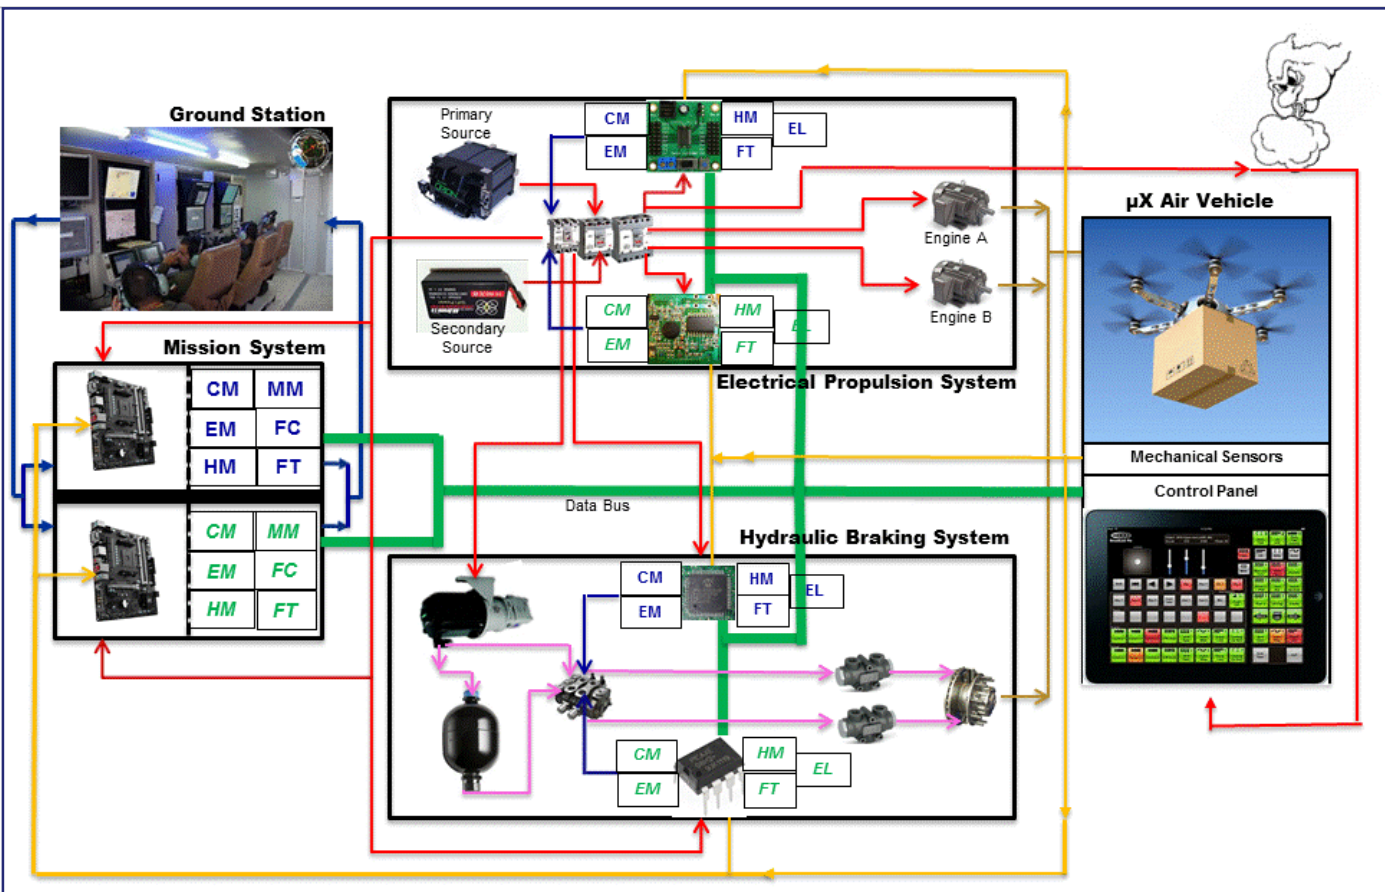 Ground Station
Primary
Source
CM
HM
EL
EM
FT
µX Air Vehicle
Engine A
Engine B
Secondary
Source
CM
HM
EL
EM
FT
Electrical Propulsion System
Mission System
CM
MM
EM
FC
HM
FT
CM
MM
EM
FC
HM
FT
Data Bus
Mechanical Sensors
Control Panel
Hydraulic Braking System
CM
HM
EL
EM
FT
CM
HM
EL
EM
FT